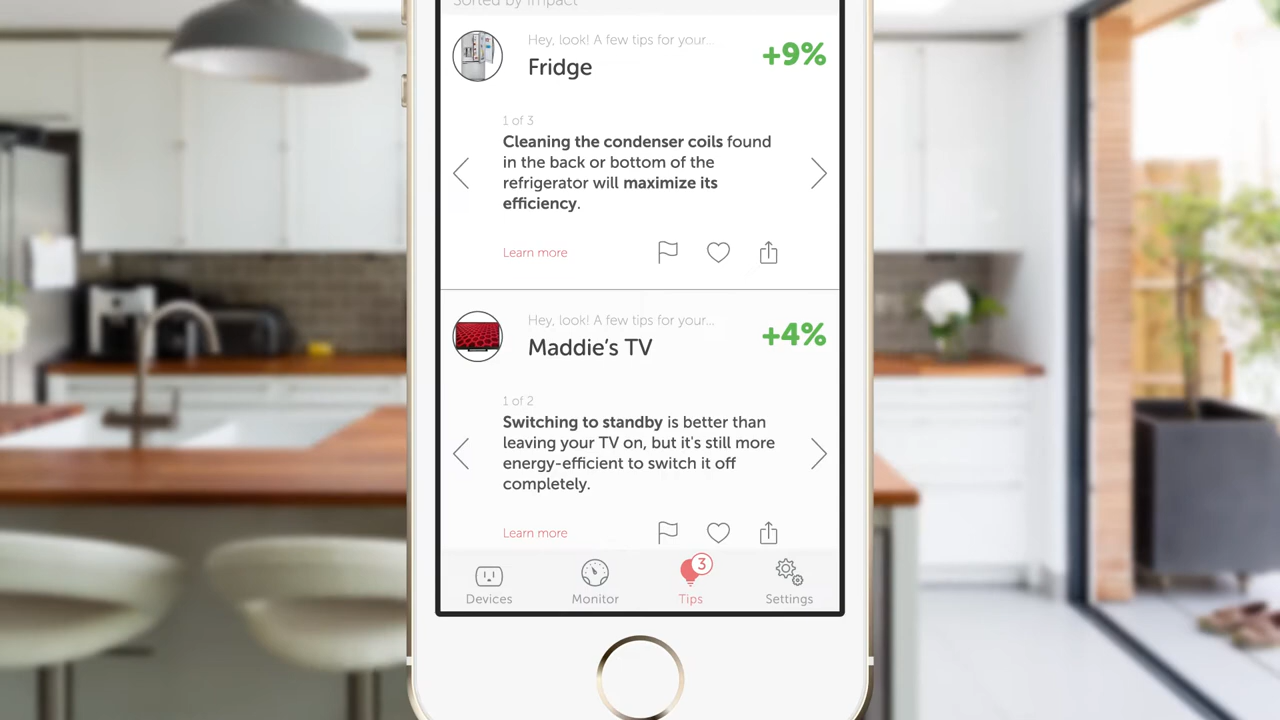 Sorted by impact
Hey, look! A few tips for your...
Fridge
+9%
1 of 3
Cleaning the condenser coils found
in the back or bottom of the
refrigerator will maximize its
efficiency.
Learn more
Hey, look! A few tips for your...
Maddie’s TV
+4%
1 of 2
Switching to standby is better than
leaving your TV on, but it's still more
energy-efficient to switch it off
completely.
Learn more
3
Devices
Monitor
Tips
Settings